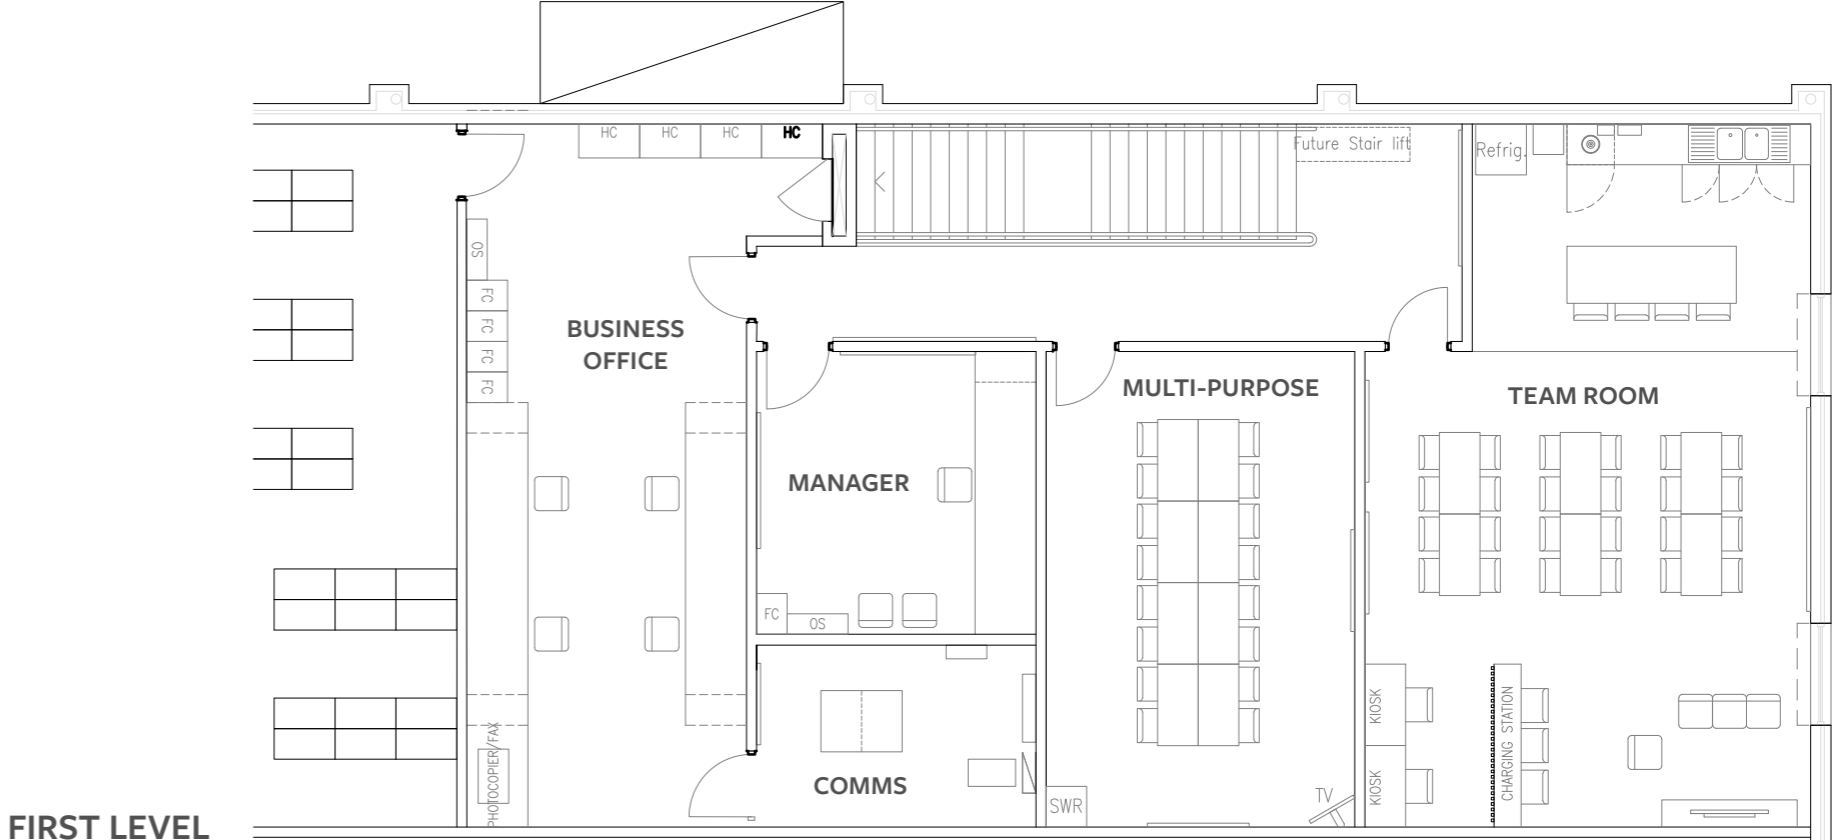 HC
HC
HC
HC
Future Stair lift
Refrig.
OS
FC
FC
FC
FC
BUSINESS
OFFICE
MULTI-PURPOSE
TEAM ROOM
MANAGER
FC
OS
PHOTOCOPIER/FAX
COMMS
SWR
TV
KIOSK
KIOSK
CHARGING STATION
FIRST LEVEL